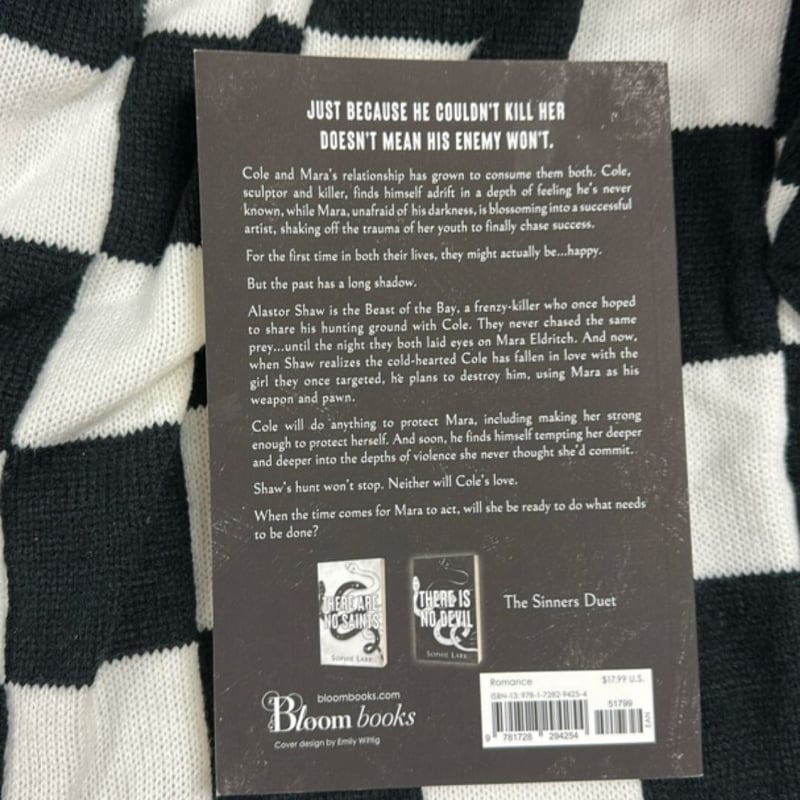 JUST BECAUSE HE COULDN'T KILL HER
DOESN'T MEAN HIS ENEMY WON'T.
Cole and Mara's relationship has grown to consume them both. Cole,
sculptor and killer, finds himself adrift in a depth of feeling he's never
known, while Mara, unafraid of his darkness, is blossoming into a successful
artist, shaking off the trauma of her youth to finally chase success.
For the first time in both their lives, they might actually be...happy.
But the past has a long shadow.
Alastor Shaw is the Beast of the Bay, a frenzy-killer who once hoped
to share his hunting ground with Cole. They never chased the same
prey...until the night they both laid eyes on Mara Eldritch. And now,
when Shaw realizes the cold-hearted Cole has fallen in love with the
girl they once targeted, he plans to destroy him, using Mara as his
weapon and pawn.
Cole will do anything to protect Mara, including making her strong
enough to protect herself. And soon, he finds himself tempting her deeper
and deeper into the depths of violence she never thought she'd commit.
Shaw's hunt won't stop. Neither will Cole's love.
When the time comes for Mara to act, will she be ready to do what needs
to be done?
THERE ARE
NO SAINTS
SOPHIE LARK
THERE IS
NO DEVIL
SOPHIE LARK
The Sinners Duet
bloombooks.com
Bloom books
Cover design by Emily Wittig
Romance $17.99 U.S.
ISBN-13: 978-1-7282-9425-4
51799
EAN
9 781728 294254